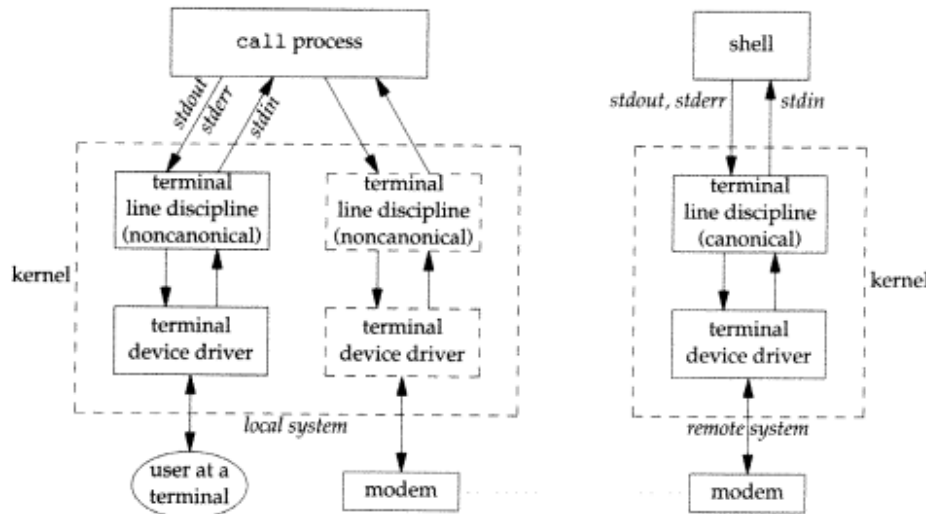 call process
shell
stdout
stderr
stdin
stdout, stderr
stdin
terminal
line discipline
(noncanonical)
terminal
line discipline
(noncanonical)
terminal
line discipline
(canonical)
kernel
kernel
terminal
device driver
terminal
device driver
terminal
device driver
local system
remote system
user at a
terminal
modem
modem